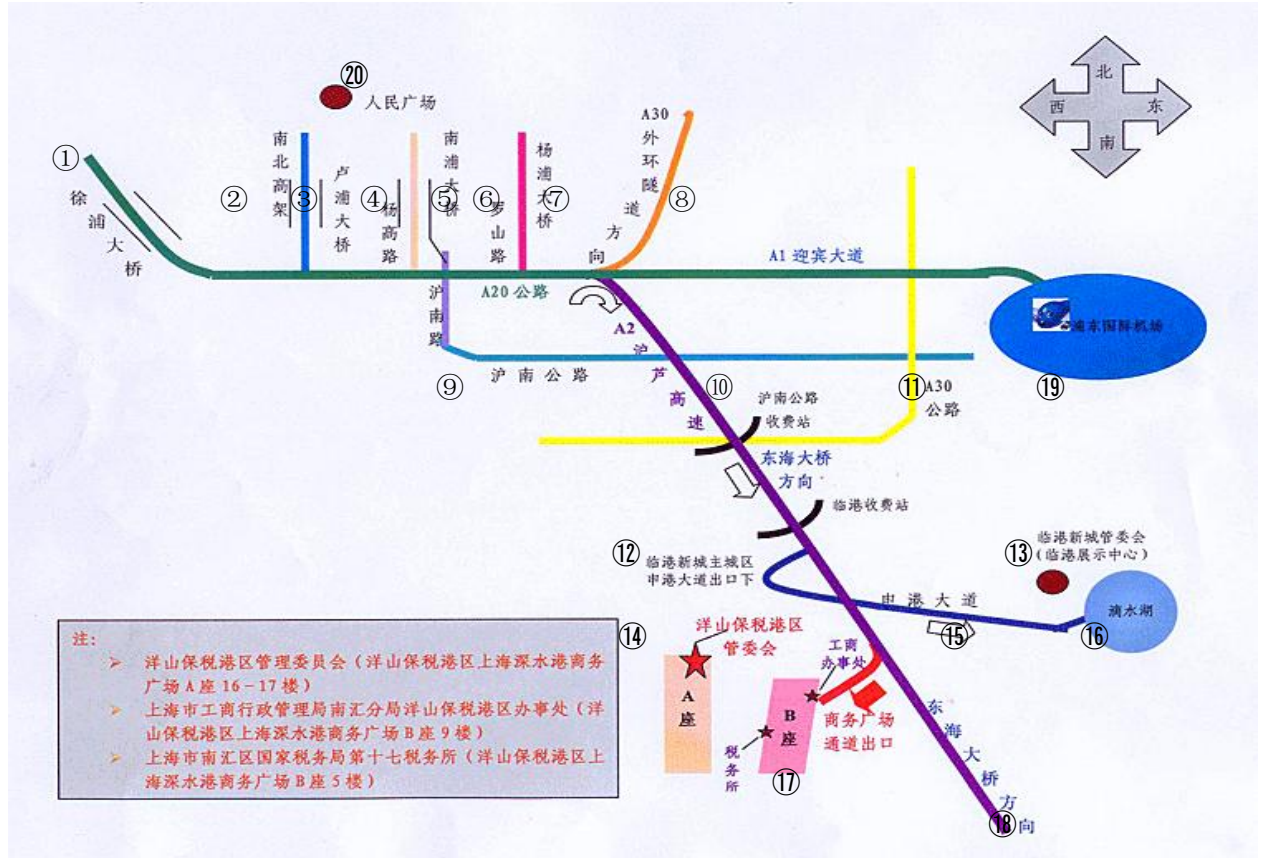 ⑳
人民广场
A30
外环隧道方向
北
西
东
南
①
徐浦大桥
②
南北高架
③
卢浦大桥
④
杨高路
⑤
南浦大桥
⑥
罗山路
⑦
杨浦大桥
⑧
A1 迎宾大道
A20 公路
沪南路
A2
沪芦高速
浦东国际机场
⑨
沪南公路
⑩
沪南公路
收费站
⑪
A30
公路
⑲
东海大桥
方向
临港收费站
⑫
临港新城主城区
申港大道出口下
⑬
临港新城管委会
(临港展示中心)
申港大道
⑮
⑯
滴水湖
注:
洋山保税港区管理委员会(洋山保税港区上海深水港商务
广场 A 座 16-17 楼)
上海市工商行政管理局南汇分局洋山保税港区办事处(洋
山保税港区上海深水港商务广场 B 座 9 楼)
上海市南汇区国家税务局第十七税务所(洋山保税港区上
海深水港商务广场 B 座 5 楼)
⑭
洋山保税港区
管委会
A座
工商
办事处
B座
税务所
⑰
商务广场
通道出口
东海大桥方向
⑱